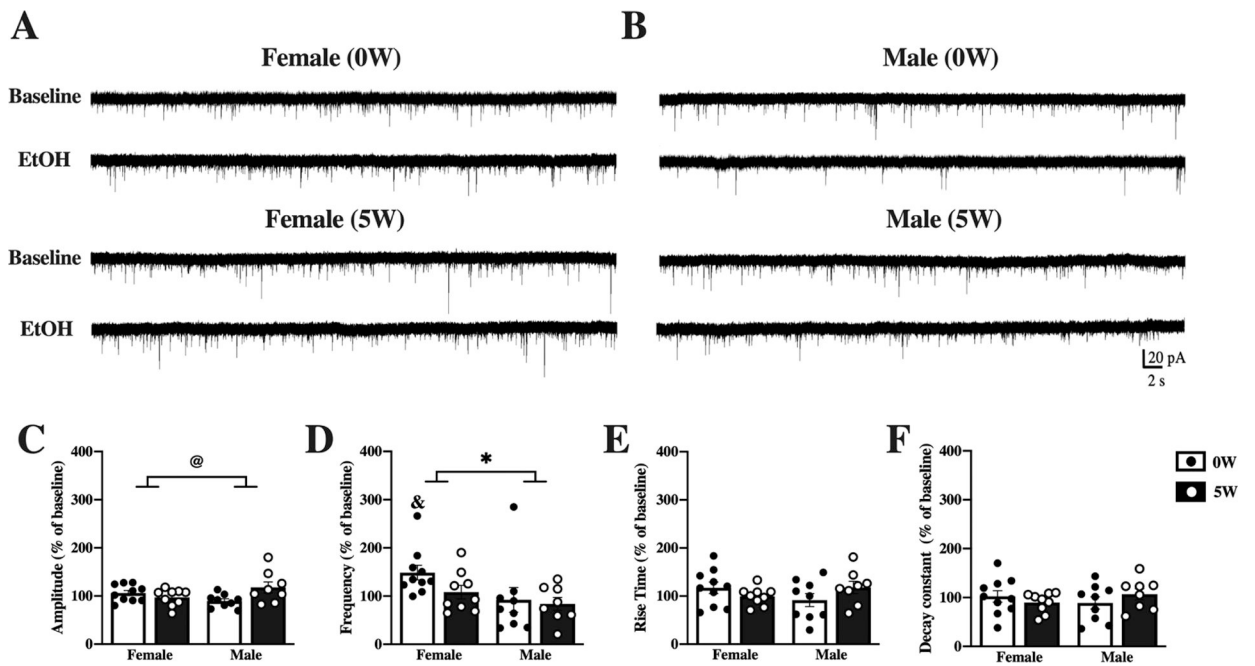 A
B
Female (0W)
Male (0W)
Baseline
EtOH
Female (5W)
Male (5W)
Baseline
EtOH
20 pA
2 s
C
D
E
F
Amplitude (% of baseline)
400
300
200
100
0
@
Female
Male
Frequency (% of baseline)
400
300
200
100
0
&
*
Female
Male
Rise Time (% of baseline)
400
300
200
100
0
Female
Male
Decay constant (% of baseline)
400
300
200
100
0
Female
Male
0W
5W